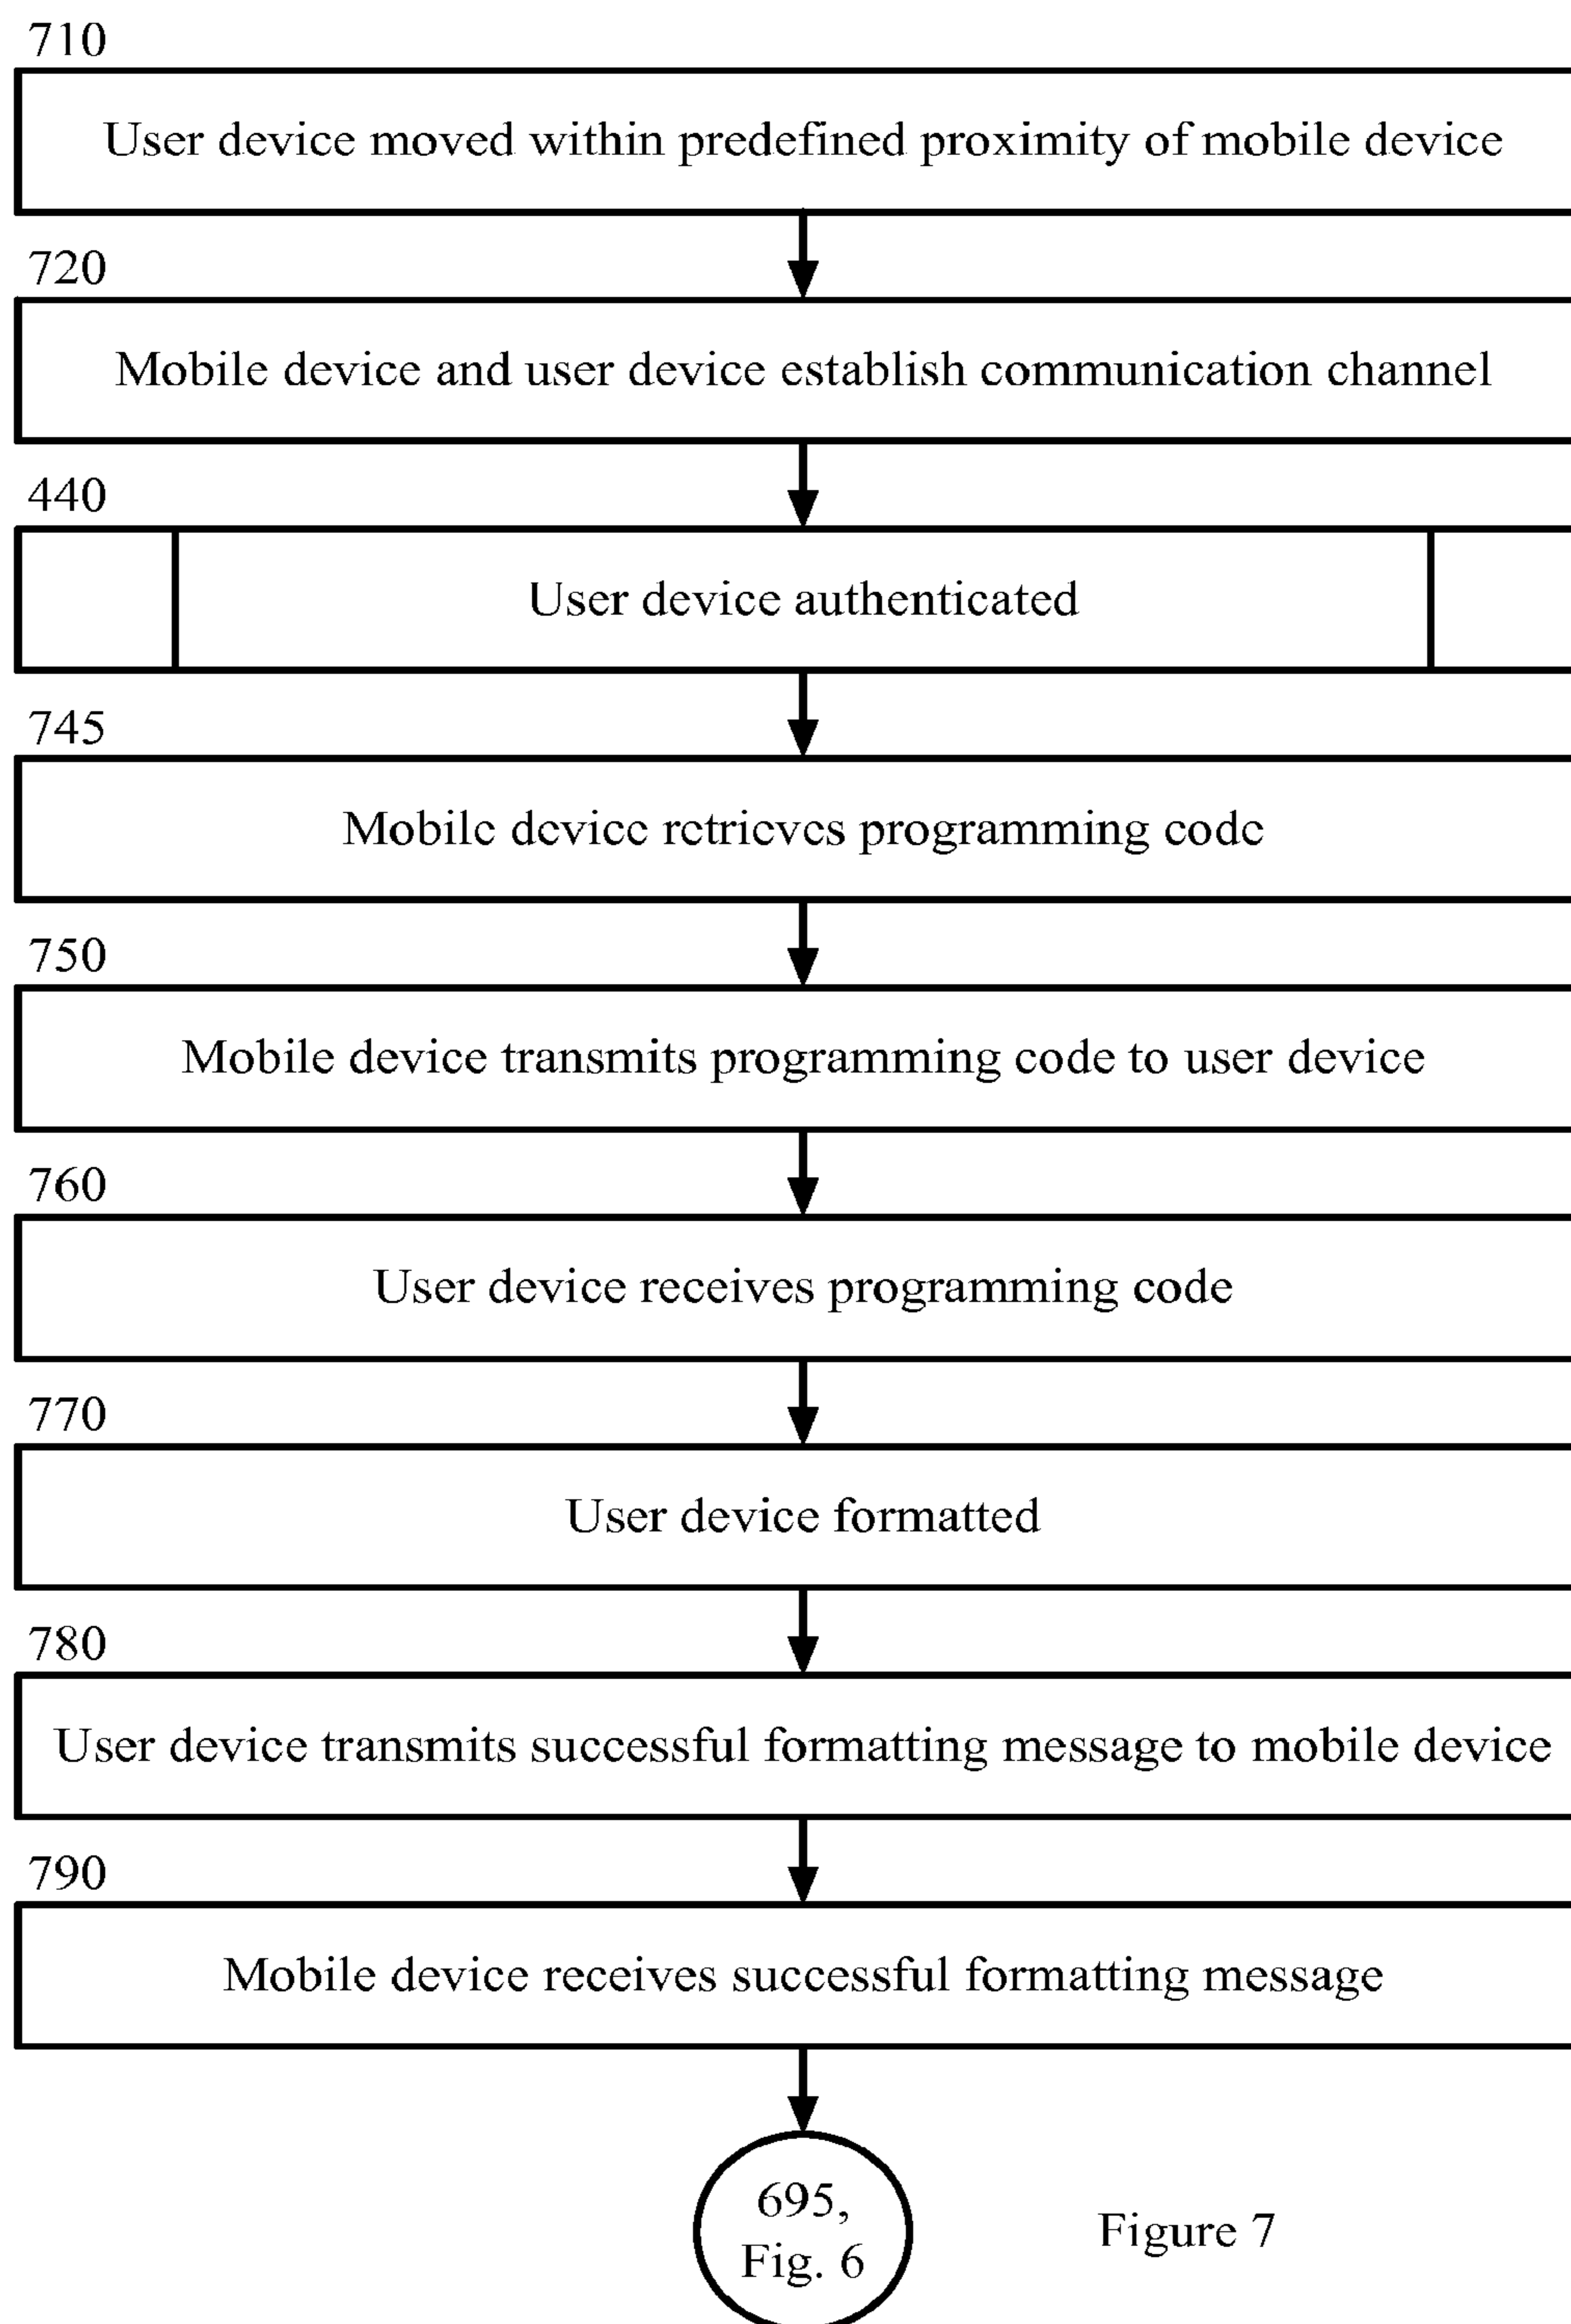 710
User device moved within predefined proximity of mobile device
720
Mobile device and user device establish communication channel
440
User device authenticated
745
Mobile device retrieves programming code
750
Mobile device transmits programming code to user device
760
User device receives programming code
770
User device formatted
780
User device transmits successful formatting message to mobile device
790
Mobile device receives successful formatting message
695,
Fig. 6
Figure 7